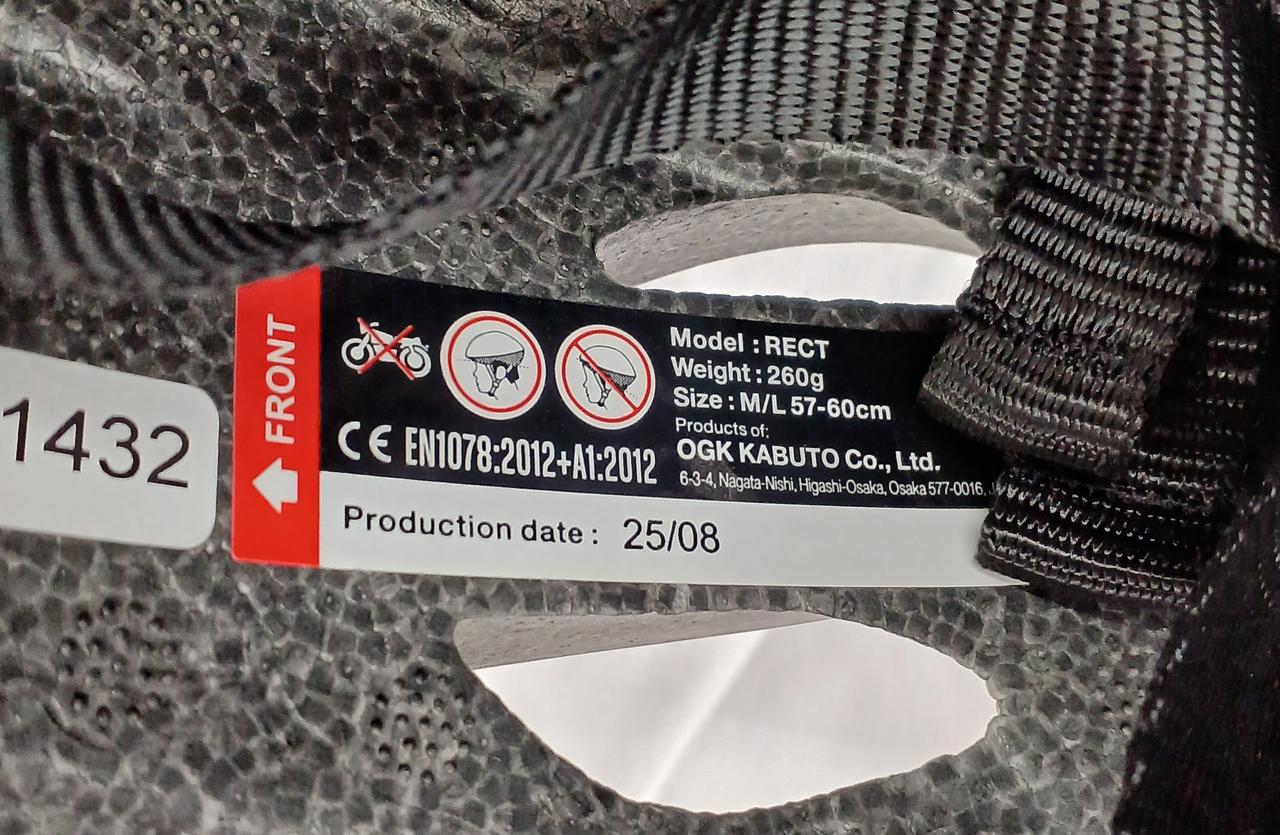 1432
FRONT
Model : RECT
Weight : 260g
Size : M/L 57-60cm
Products of:
OGK KABUTO Co., Ltd.
6-3-4, Nagata-Nishi, Higashi-Osaka, Osaka 577-0016,
CE EN1078:2012+A1:2012
Production date : 25/08